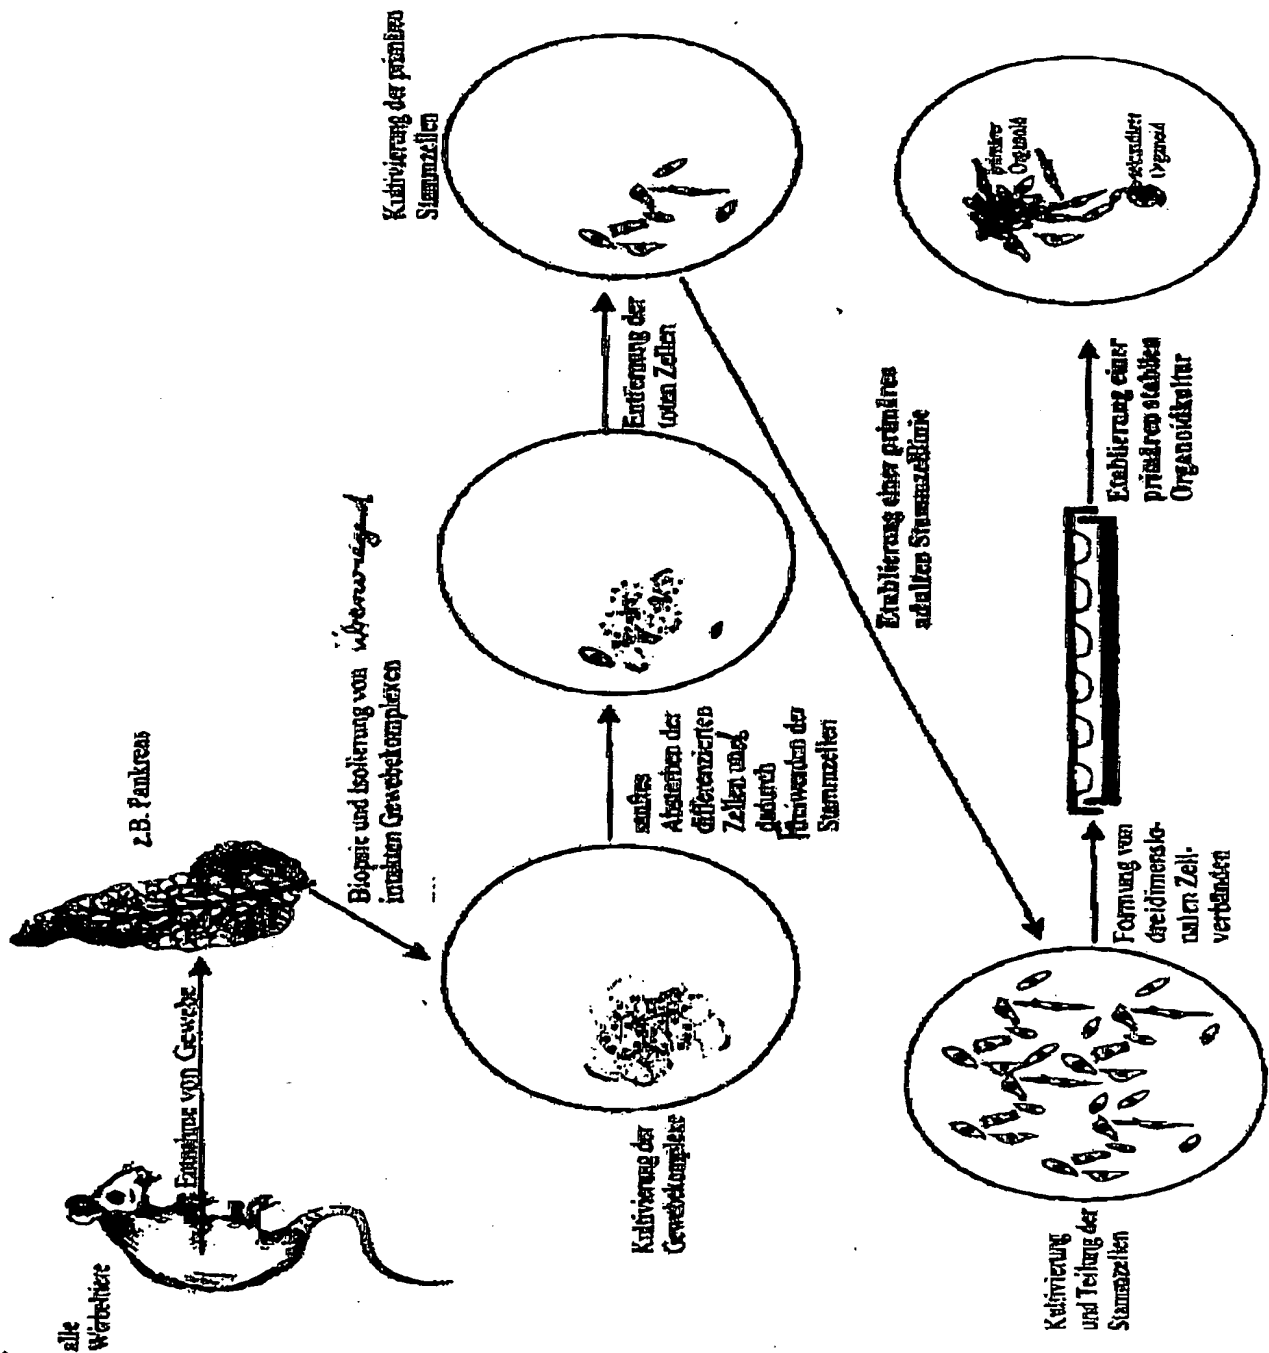 alle
Wirbeltiere
Entnahme von Gewebe
z.B. Pankreas
Biopsie und Isolierung von überwiegend
intakten Gewebekomplexen
Kultivierung der
Gewebekomplexe
sanftes
Absterben der
differenzierten
Zellen und
dadurch
Freiwerden der
Stammzellen
Entfernung der
toten Zellen
Kultivierung der primären
Stammzellen
Etablierung einer primären
adulten Stammzelllinie
Kultivierung
und Teilung der
Stammzellen
Formung von
dreidimensio-
nalen Zell-
verbänden
Etablierung einer
primären stabilen
Organoidkultur
primärer
Organoid
Organoid